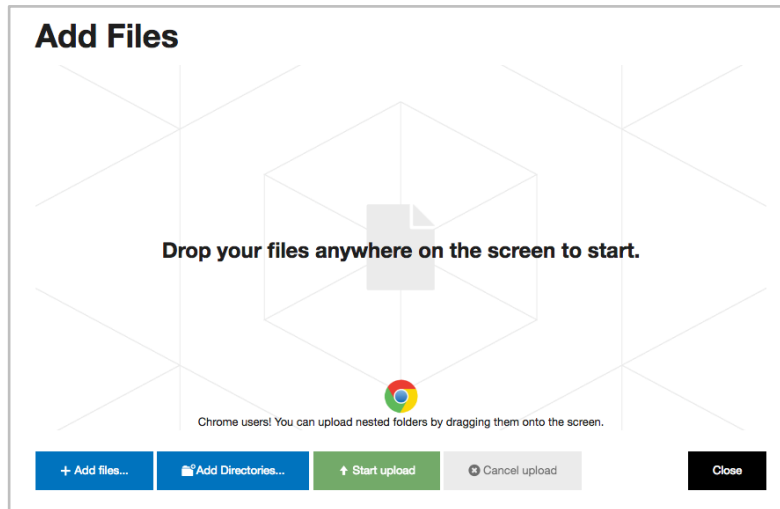 Add Files
Drop your files anywhere on the screen to start.
Chrome users! You can upload nested folders by dragging them onto the screen.
+ Add files... Add Directories... Start upload Cancel upload Close